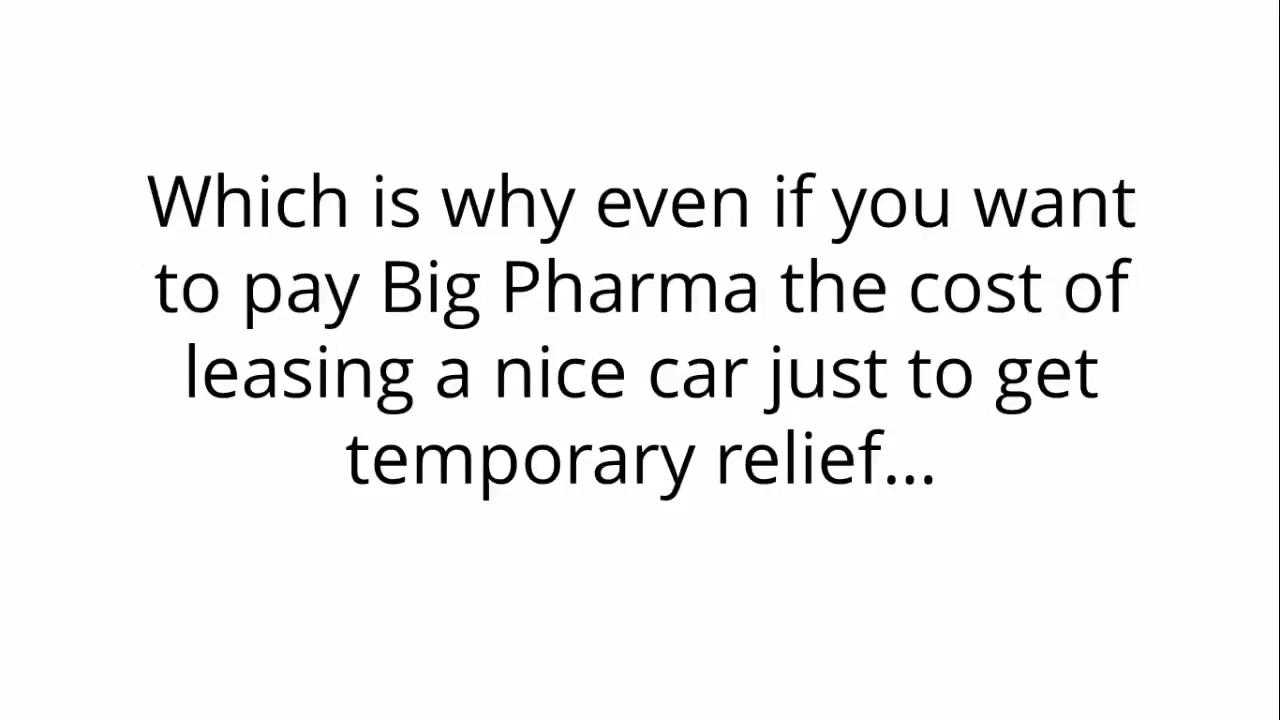 Which is why even if you want
to pay Big Pharma the cost of
leasing a nice car just to get
temporary relief...